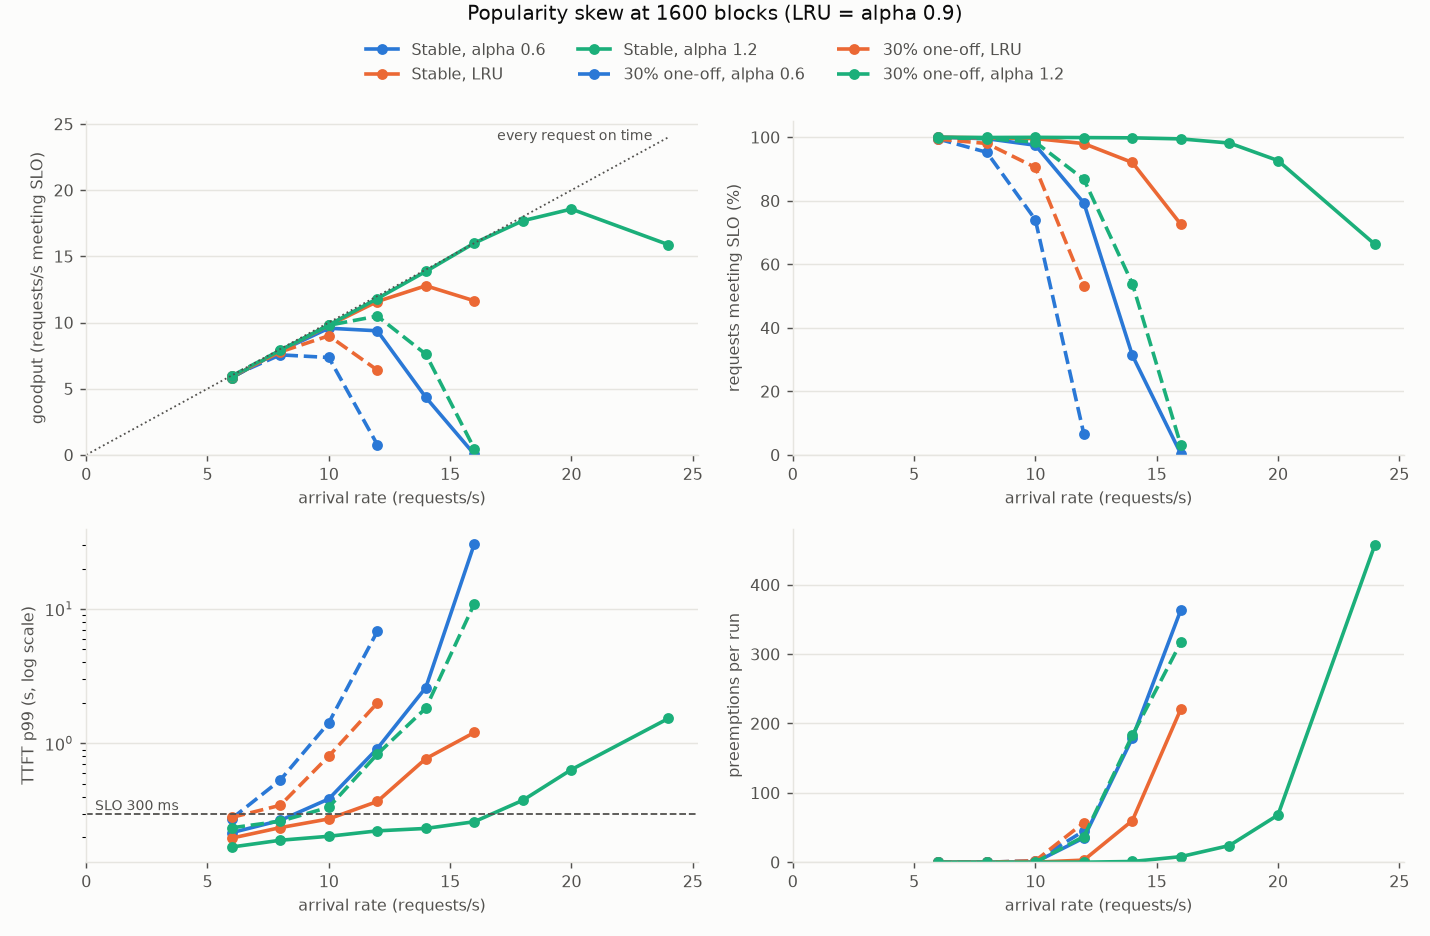 Popularity skew at 1600 blocks (LRU = alpha 0.9)
Stable, alpha 0.6
Stable, alpha 1.2
30% one-off, LRU
Stable, LRU
30% one-off, alpha 0.6
30% one-off, alpha 1.2
every request on time
25
20
15
10
5
0
goodput (requests/s meeting SLO)
0 5 10 15 20 25
arrival rate (requests/s)
100
80
60
40
20
0
requests meeting SLO (%)
0 5 10 15 20 25
arrival rate (requests/s)
10¹
10⁰
SLO 300 ms
TTFT p99 (s, log scale)
0 5 10 15 20 25
arrival rate (requests/s)
400
300
200
100
0
preemptions per run
0 5 10 15 20 25
arrival rate (requests/s)